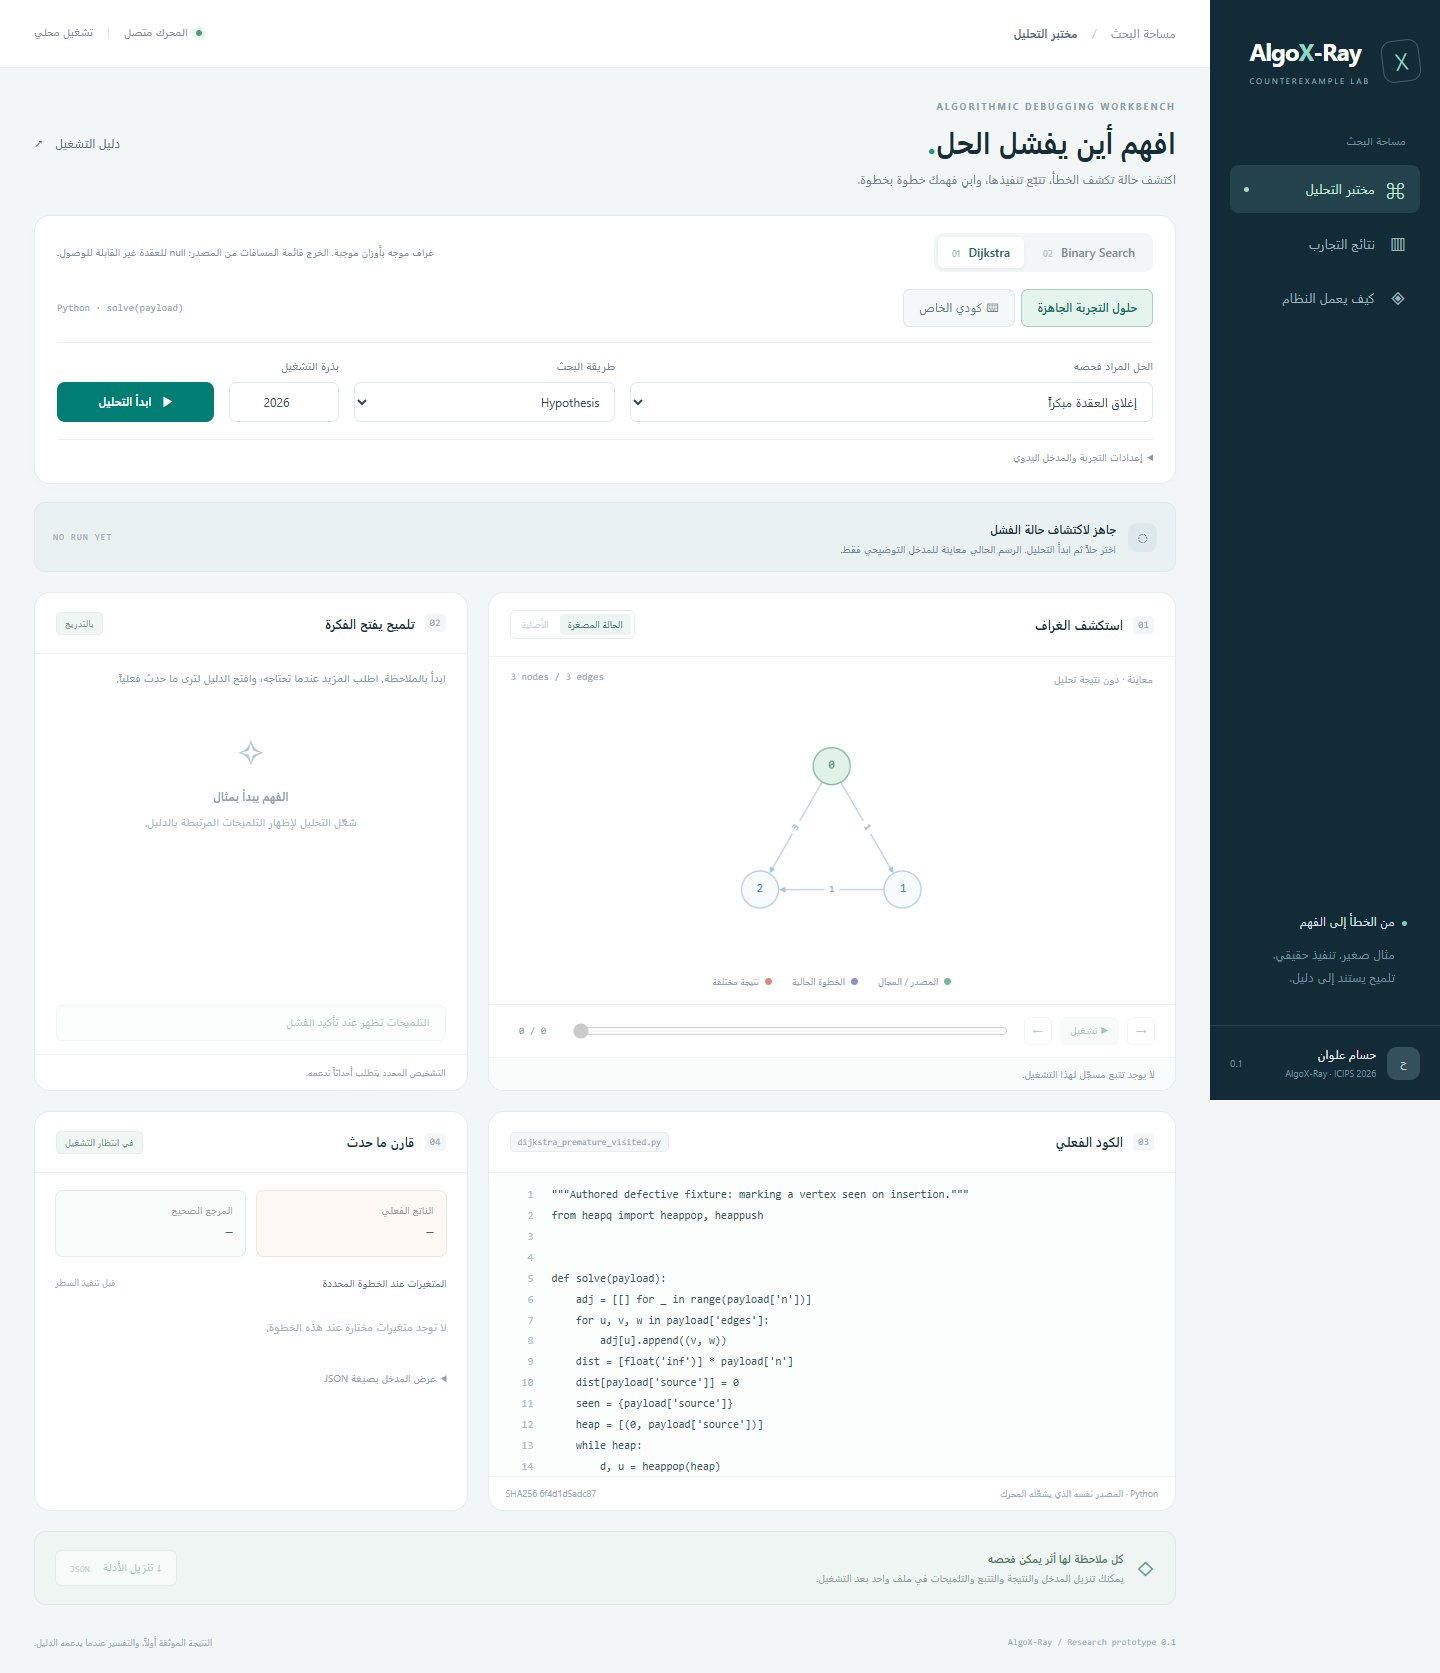 AlgoX-Ray
COUNTEREXAMPLE LAB
مساحة البحث
مختبر التحليل
نتائج التجارب
كيف يعمل النظام
من الخطأ إلى الفهم
مثال صغير. تنفيذ حقيقي.
تلميح يستند إلى دليل.
ح
حسام علوان
AlgoX-Ray · ICIPS 2026
0.1
مساحة البحث / مختبر التحليل
المحرك متصل
تشغيل محلي
ALGORITHMIC DEBUGGING WORKBENCH
افهم أين يفشل الحل.
اكتشف حالة تكشف الخطأ، تتبّع تنفيذها، وابنِ فهمك خطوة بخطوة.
دليل التشغيل ↗
01 Dijkstra
02 Binary Search
غراف موجه بأوزان موجبة. الخرج قائمة المسافات من المصدر؛ null للعقدة غير القابلة للوصول.
حلول التجربة الجاهزة
كودي الخاص
Python · solve(payload)
الحل المراد فحصه
طريقة البحث
بذرة التشغيل
إغلاق العقدة مبكراً
Hypothesis
2026
ابدأ التحليل
إعدادات التجربة والمدخل اليدوي
جاهز لاكتشاف حالة الفشل
اختر حلاً ثم ابدأ التحليل. الرسم الحالي معاينة للمدخل التوضيحي فقط.
NO RUN YET
01 استكشف الغراف
الحالة المصغرة
الأصلية
معاينة · دون نتيجة تحليل
3 nodes / 3 edges
0
3
1
2
1
1
المصدر / المجال
الخطوة الحالية
نتيجة مختلفة
→
تشغيل
←
0 / 0
لا يوجد تتبع مسجّل لهذا التشغيل.
02 تلميح يفتح الفكرة
بالتدريج
ابدأ بالملاحظة، اطلب المزيد عندما تحتاجه، وافتح الدليل لترى ما حدث فعلياً.
الفهم يبدأ بمثال
شغّل التحليل لإظهار التلميحات المرتبطة بالدليل.
التلميحات تظهر عند تأكيد الفشل
التشخيص المحدد يتطلب أحداثاً تدعمه.
03 الكود الفعلي
dijkstra_premature_visited.py
1 """Authored defective fixture: marking a vertex seen on insertion."""
2 from heapq import heappop, heappush
3
4
5 def solve(payload):
6 adj = [[] for _ in range(payload['n'])]
7 for u, v, w in payload['edges']:
8 adj[u].append((v, w))
9 dist = [float('inf')] * payload['n']
10 dist[payload['source']] = 0
11 seen = {payload['source']}
12 heap = [(0, payload['source'])]
13 while heap:
14 d, u = heappop(heap)
Python · المصدر نفسه الذي يشغّله المحرك
SHA256 6f4d1d5adc87
04 قارن ما حدث
في انتظار التشغيل
الناتج الفعلي
—
المرجع الصحيح
—
المتغيرات عند الخطوة المحددة
قبل تنفيذ السطر
لا توجد متغيرات مختارة عند هذه الخطوة.
عرض المدخل بصيغة JSON
كل ملاحظة لها أثر يمكن فحصه
يمكنك تنزيل المدخل والنتيجة والتتبع والتلميحات في ملف واحد بعد التشغيل.
↓ تنزيل الأدلة JSON
AlgoX-Ray / Research prototype 0.1
النتيجة الموثقة أولاً، والتفسير عندما يدعمه الدليل.